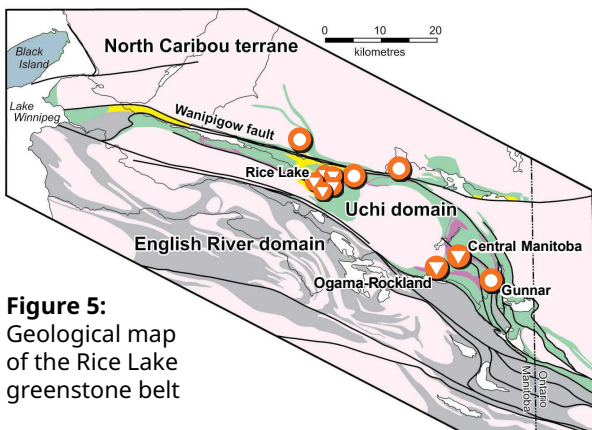 North Caribou terrane
0 10 20
kilometres
Black
Island
Lake
Winnipeg
Wanipigow fault
Rice Lake
Uchi domain
English River domain
Central Manitoba
Ogama-Rockland
Gunnar
Figure 5:
Geological map
of the Rice Lake
greenstone belt
Manitoba
Ontario